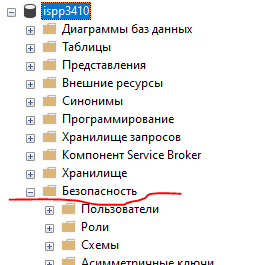 ispp3410
Диаграммы баз данных
Таблицы
Представления
Внешние ресурсы
Синонимы
Программирование
Хранилище запросов
Компонент Service Broker
Хранилище
Безопасность
Пользователи
Роли
Схемы
Асимметричные ключи